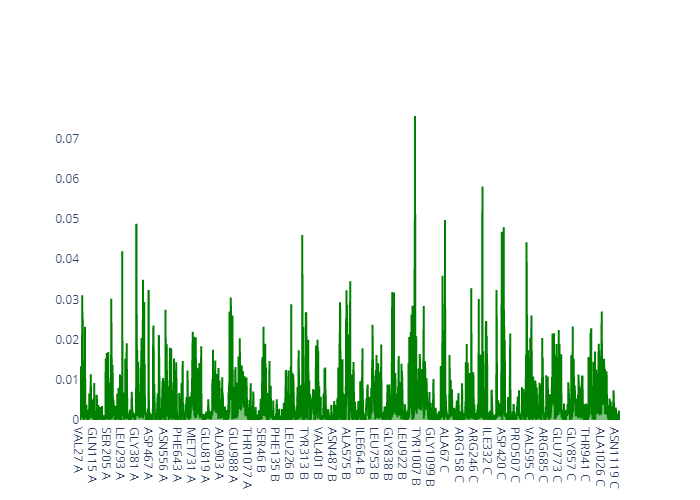 0.07
0.06
0.05
0.04
0.03
0.02
0.01
0
VAL27 A
GLN115 A
SER205 A
LEU293 A
GLY381 A
ASP467 A
ASN556 A
PHE643 A
MET731 A
GLU819 A
ALA903 A
GLU988 A
THR1077 A
SER46 B
PHE135 B
LEU226 B
TYR313 B
VAL401 B
ASN487 B
ALA575 B
ILE664 B
LEU753 B
GLY838 B
LEU922 B
TYR1007 B
GLY1099 B
ALA67 C
ARG158 C
ARG246 C
ILE332 C
ASP420 C
PRO507 C
VAL595 C
ARG685 C
GLU773 C
GLY857 C
THR941 C
ALA1026 C
ASN1119 C